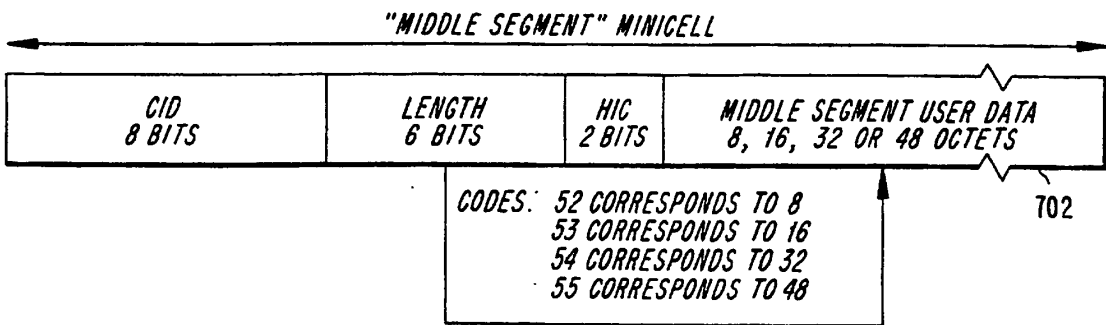 "MIDDLE SEGMENT" MINICELL
CID
8 BITS
LENGTH
6 BITS
HIC
2 BITS
MIDDLE SEGMENT USER DATA
8, 16, 32 OR 48 OCTETS
702
CODES: 52 CORRESPONDS TO 8
53 CORRESPONDS TO 16
54 CORRESPONDS TO 32
55 CORRESPONDS TO 48